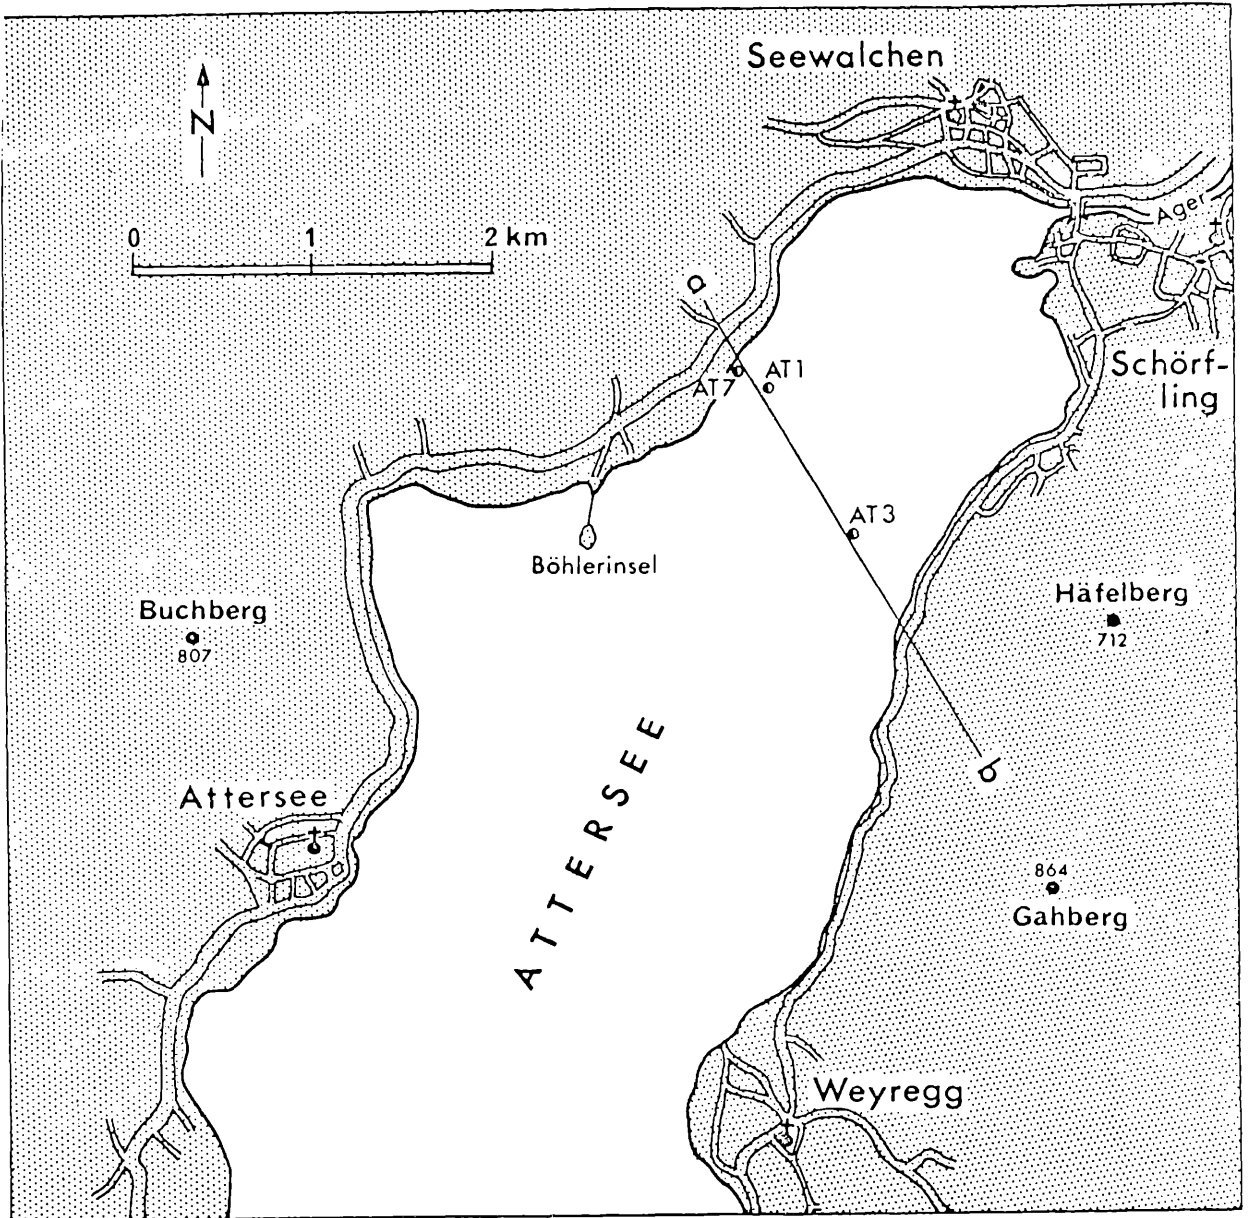 Seewalchen
N
0 1 2 km
Ager
a
AT7
AT1
Schörf-
ling
AT3
Böhlerinsel
Buchberg
807
Häfelberg
712
ATTERSEE
b
Attersee
864
Gahberg
Weyregg